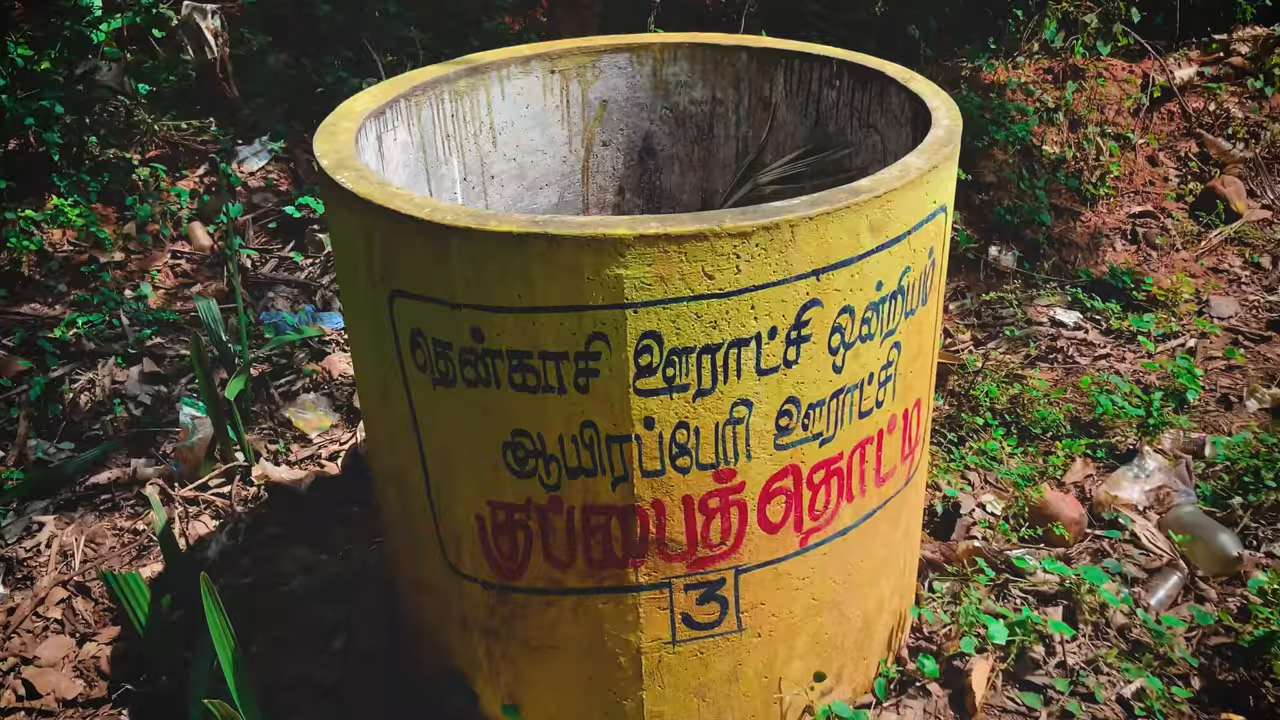 தென்காசி ஊராட்சி ஒன்றியம்
ஆயிரப்பேரி ஊராட்சி
குப்பைத்தொட்டி
3